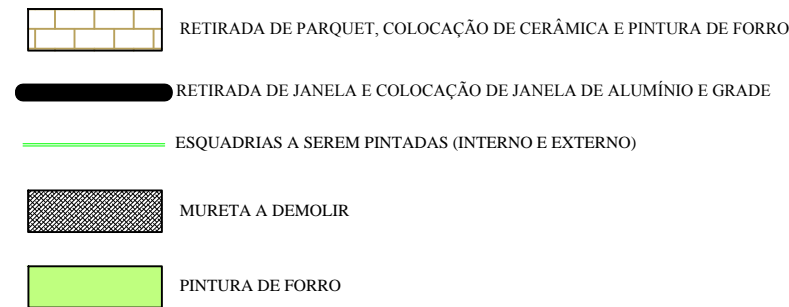 RETIRADA DE PARQUET, COLOCAÇÃO DE CERÂMICA E PINTURA DE FORRO
RETIRADA DE JANELA E COLOCAÇÃO DE JANELA DE ALUMÍNIO E GRADE
ESQUADRIAS A SEREM PINTADAS (INTERNO E EXTERNO)
MURETA A DEMOLIR
PINTURA DE FORRO